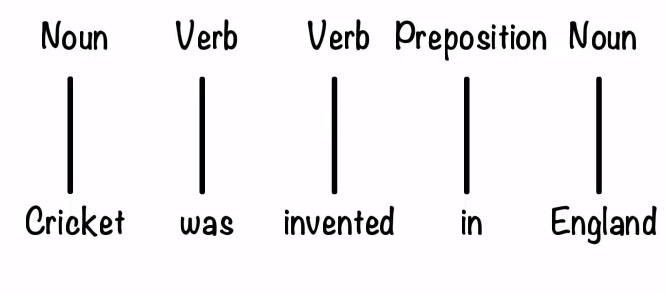 Noun Verb Verb Preposition Noun
Cricket was invented in England